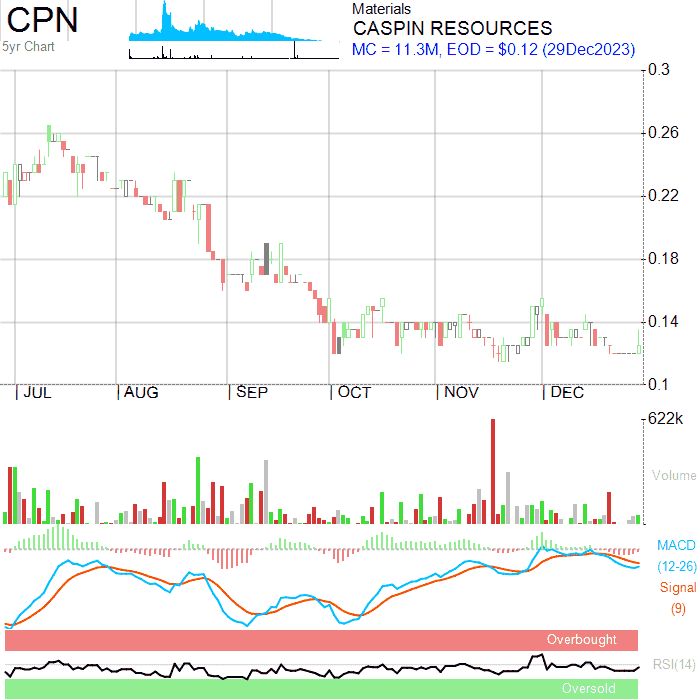 CPN
5yr Chart
Materials
CASPIN RESOURCES
MC = 11.3M, EOD = $0.12 (29Dec2023)
0.3
0.26
0.22
0.18
0.14
0.1
JUL
AUG
SEP
OCT
NOV
DEC
622k
Volume
MACD
(12-26)
Signal
(9)
Overbought
RSI(14)
Oversold